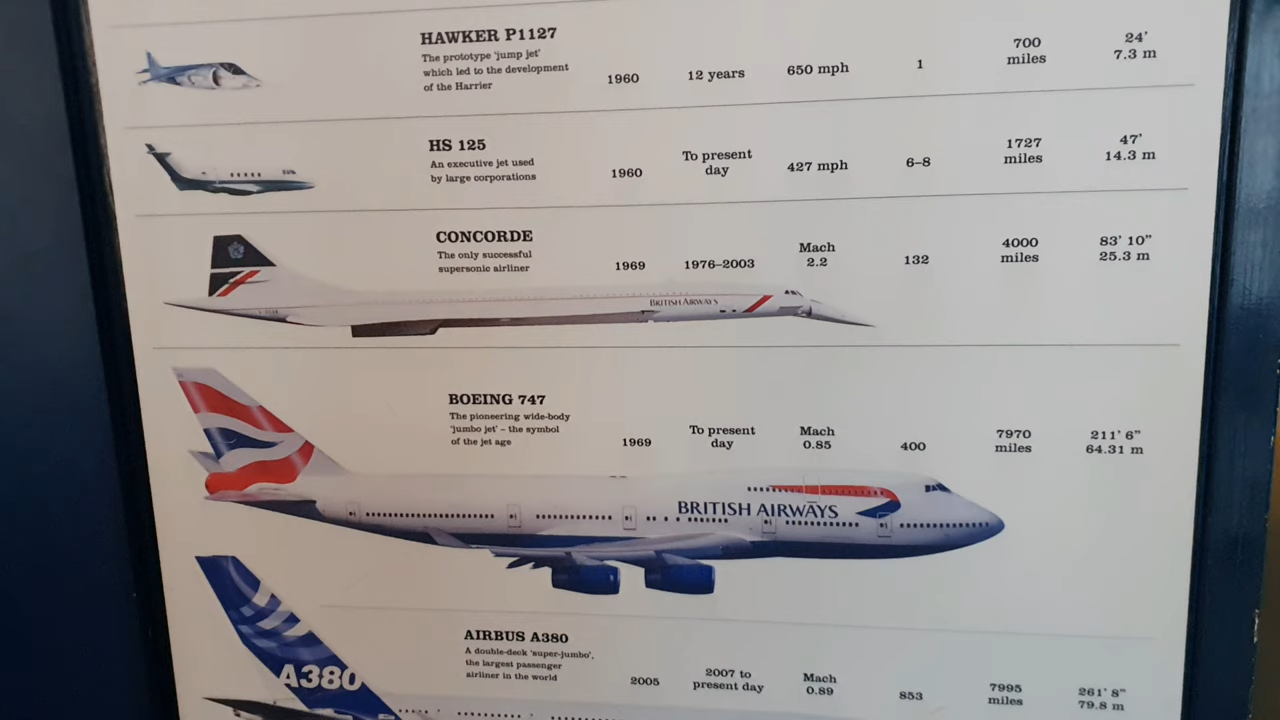 HAWKER P1127
The prototype 'jump jet'
which led to the development
of the Harrier
1960
12 years
650 mph
1
700
miles
24'
7.3 m
HS 125
An executive jet used
by large corporations
1960
To present
day
427 mph
6–8
1727
miles
47'
14.3 m
CONCORDE
The only successful
supersonic airliner
1969
1976–2003
Mach
2.2
132
4000
miles
83' 10"
25.3 m
BRITISH AIRWAYS
BOEING 747
The pioneering wide-body
'jumbo jet' – the symbol
of the jet age
1969
To present
day
Mach
0.85
400
7970
miles
211' 6"
64.31 m
BRITISH AIRWAYS
AIRBUS A380
A double-deck 'super-jumbo',
the largest passenger
airliner in the world
2005
2007 to
present day
Mach
0.89
853
7995
miles
261' 8"
79.8 m
A380